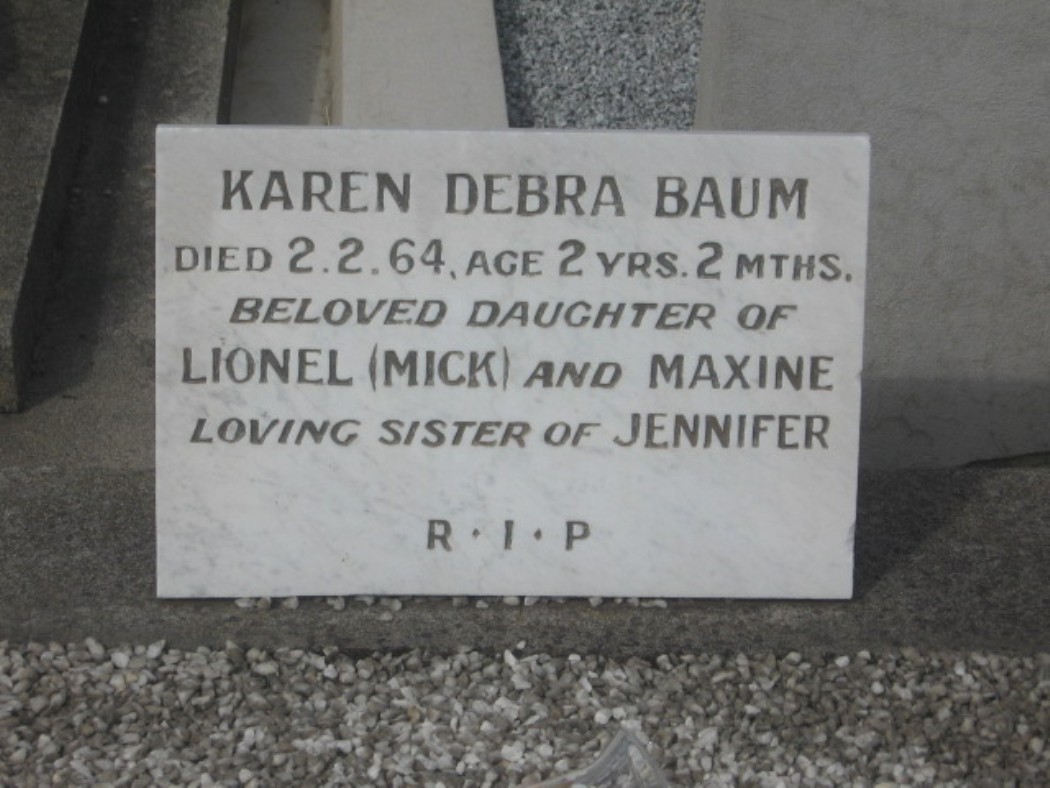 KAREN DEBRA BAUM
DIED 2.2.64, AGE 2 YRS. 2 MTHS.
BELOVED DAUGHTER OF
LIONEL (MICK) AND MAXINE
LOVING SISTER OF JENNIFER
R · I · P